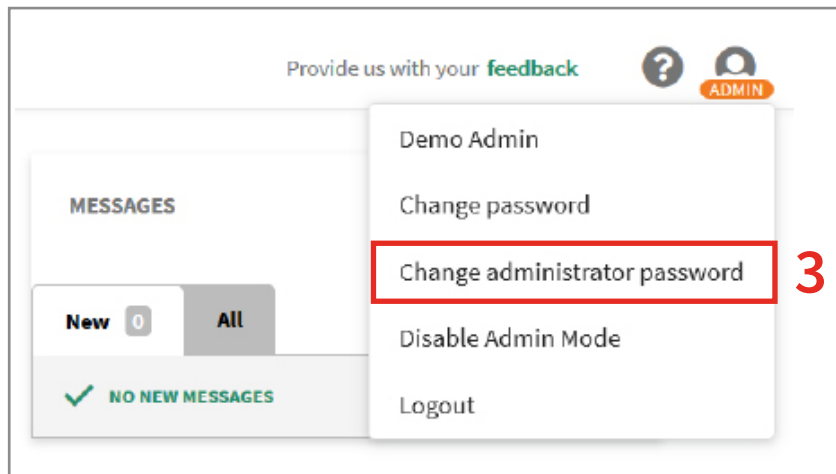 Provide us with your feedback
?
ADMIN
Demo Admin
MESSAGES
Change password
Change administrator password
3
New 0 All
Disable Admin Mode
NO NEW MESSAGES
Logout